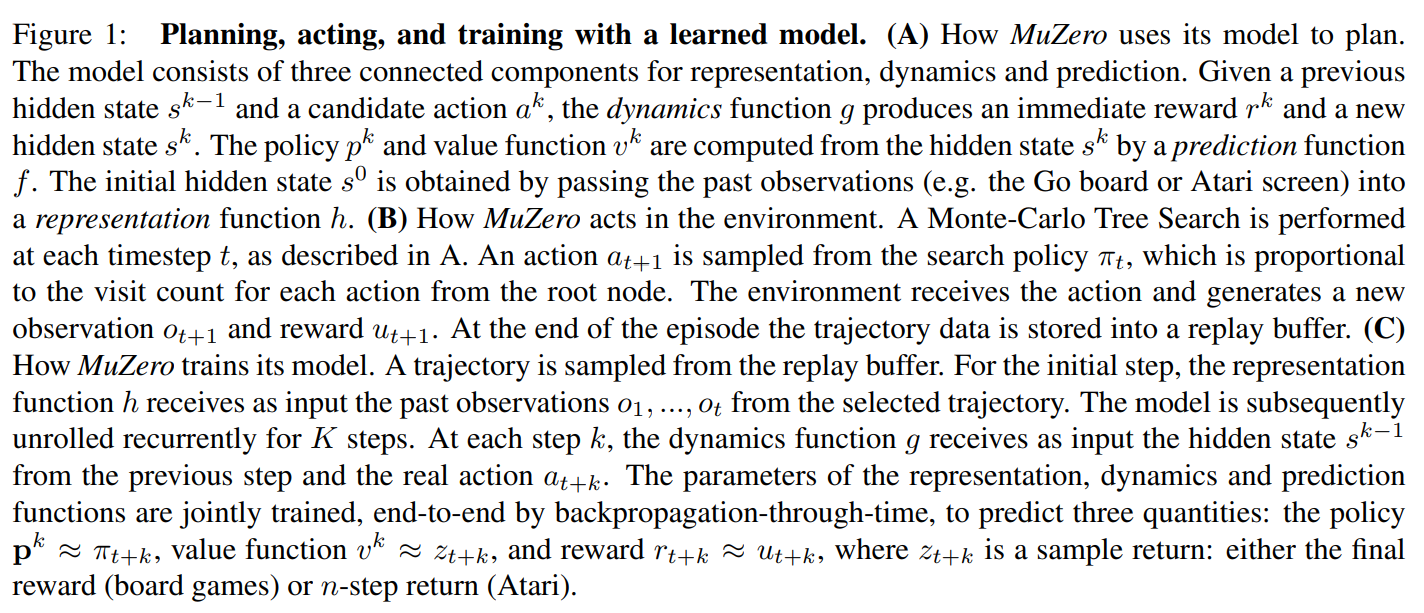 Figure 1: Planning, acting, and training with a learned model. (A) How MuZero uses its model to plan.
The model consists of three connected components for representation, dynamics and prediction. Given a previous
hidden state s^{k−1} and a candidate action a^k, the dynamics function g produces an immediate reward r^k and a new
hidden state s^k. The policy p^k and value function v^k are computed from the hidden state s^k by a prediction function
f. The initial hidden state s^0 is obtained by passing the past observations (e.g. the Go board or Atari screen) into
a representation function h. (B) How MuZero acts in the environment. A Monte-Carlo Tree Search is performed
at each timestep t, as described in A. An action a_{t+1} is sampled from the search policy π_t, which is proportional
to the visit count for each action from the root node. The environment receives the action and generates a new
observation o_{t+1} and reward u_{t+1}. At the end of the episode the trajectory data is stored into a replay buffer. (C)
How MuZero trains its model. A trajectory is sampled from the replay buffer. For the initial step, the representation
function h receives as input the past observations o_1, ..., o_t from the selected trajectory. The model is subsequently
unrolled recurrently for K steps. At each step k, the dynamics function g receives as input the hidden state s^{k−1}
from the previous step and the real action a_{t+k}. The parameters of the representation, dynamics and prediction
functions are jointly trained, end-to-end by backpropagation-through-time, to predict three quantities: the policy
p^k ≈ π_{t+k}, value function v^k ≈ z_{t+k}, and reward r_{t+k} ≈ u_{t+k}, where z_{t+k} is a sample return: either the final
reward (board games) or n-step return (Atari).